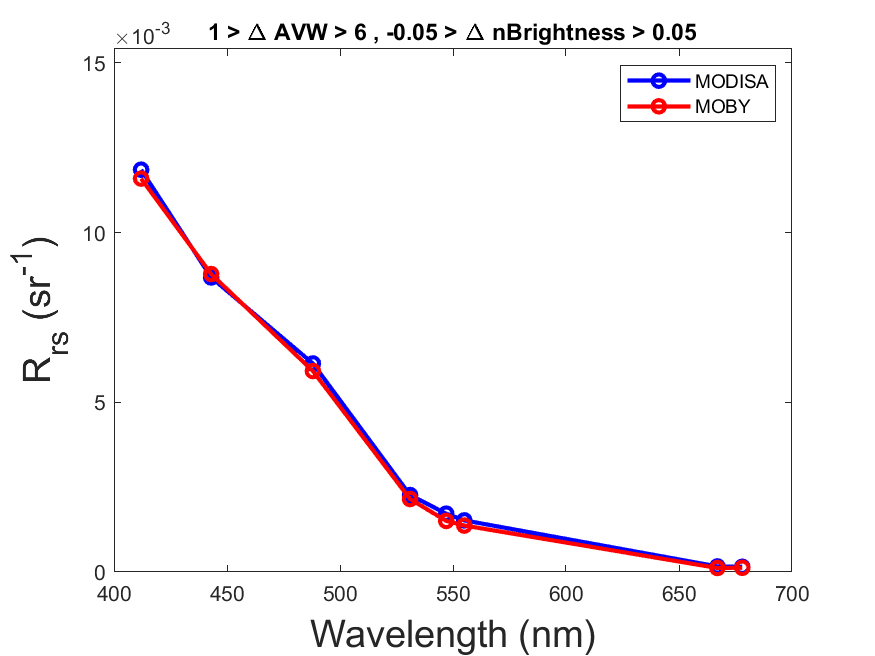 1 > Δ AVW > 6 , -0.05 > Δ nBrightness > 0.05
×10⁻³
15
MODISA
MOBY
10
5
0
R_rs (sr⁻¹)
400 450 500 550 600 650 700
Wavelength (nm)